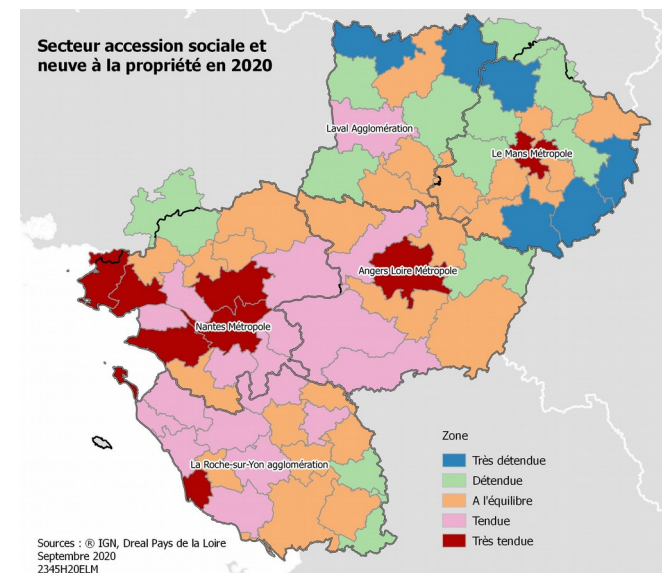 Secteur accession sociale et
neuve à la propriété en 2020
Laval Agglomération
Le Mans Métropole
Angers Loire Métropole
Nantes Métropole
La Roche-sur-Yon agglomération
Zone
Très détendue
Détendue
A l'équilibre
Tendue
Très tendue
Sources : ® IGN, Dreal Pays de la Loire
Septembre 2020
2345H20ELM